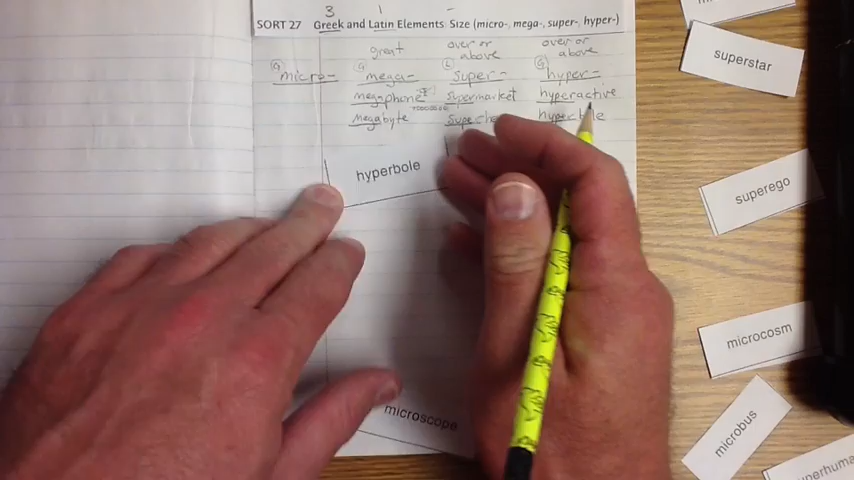 3 1
SORT 27 Greek and Latin Elements: Size (micro-, mega-, super-, hyper-)
great over or above over or above
G micro- G mega- L super- G hyper-
megaphone supermarket hyperactive
megabyte
hyperbole
microscope
superstar
superego
microcosm
microbus